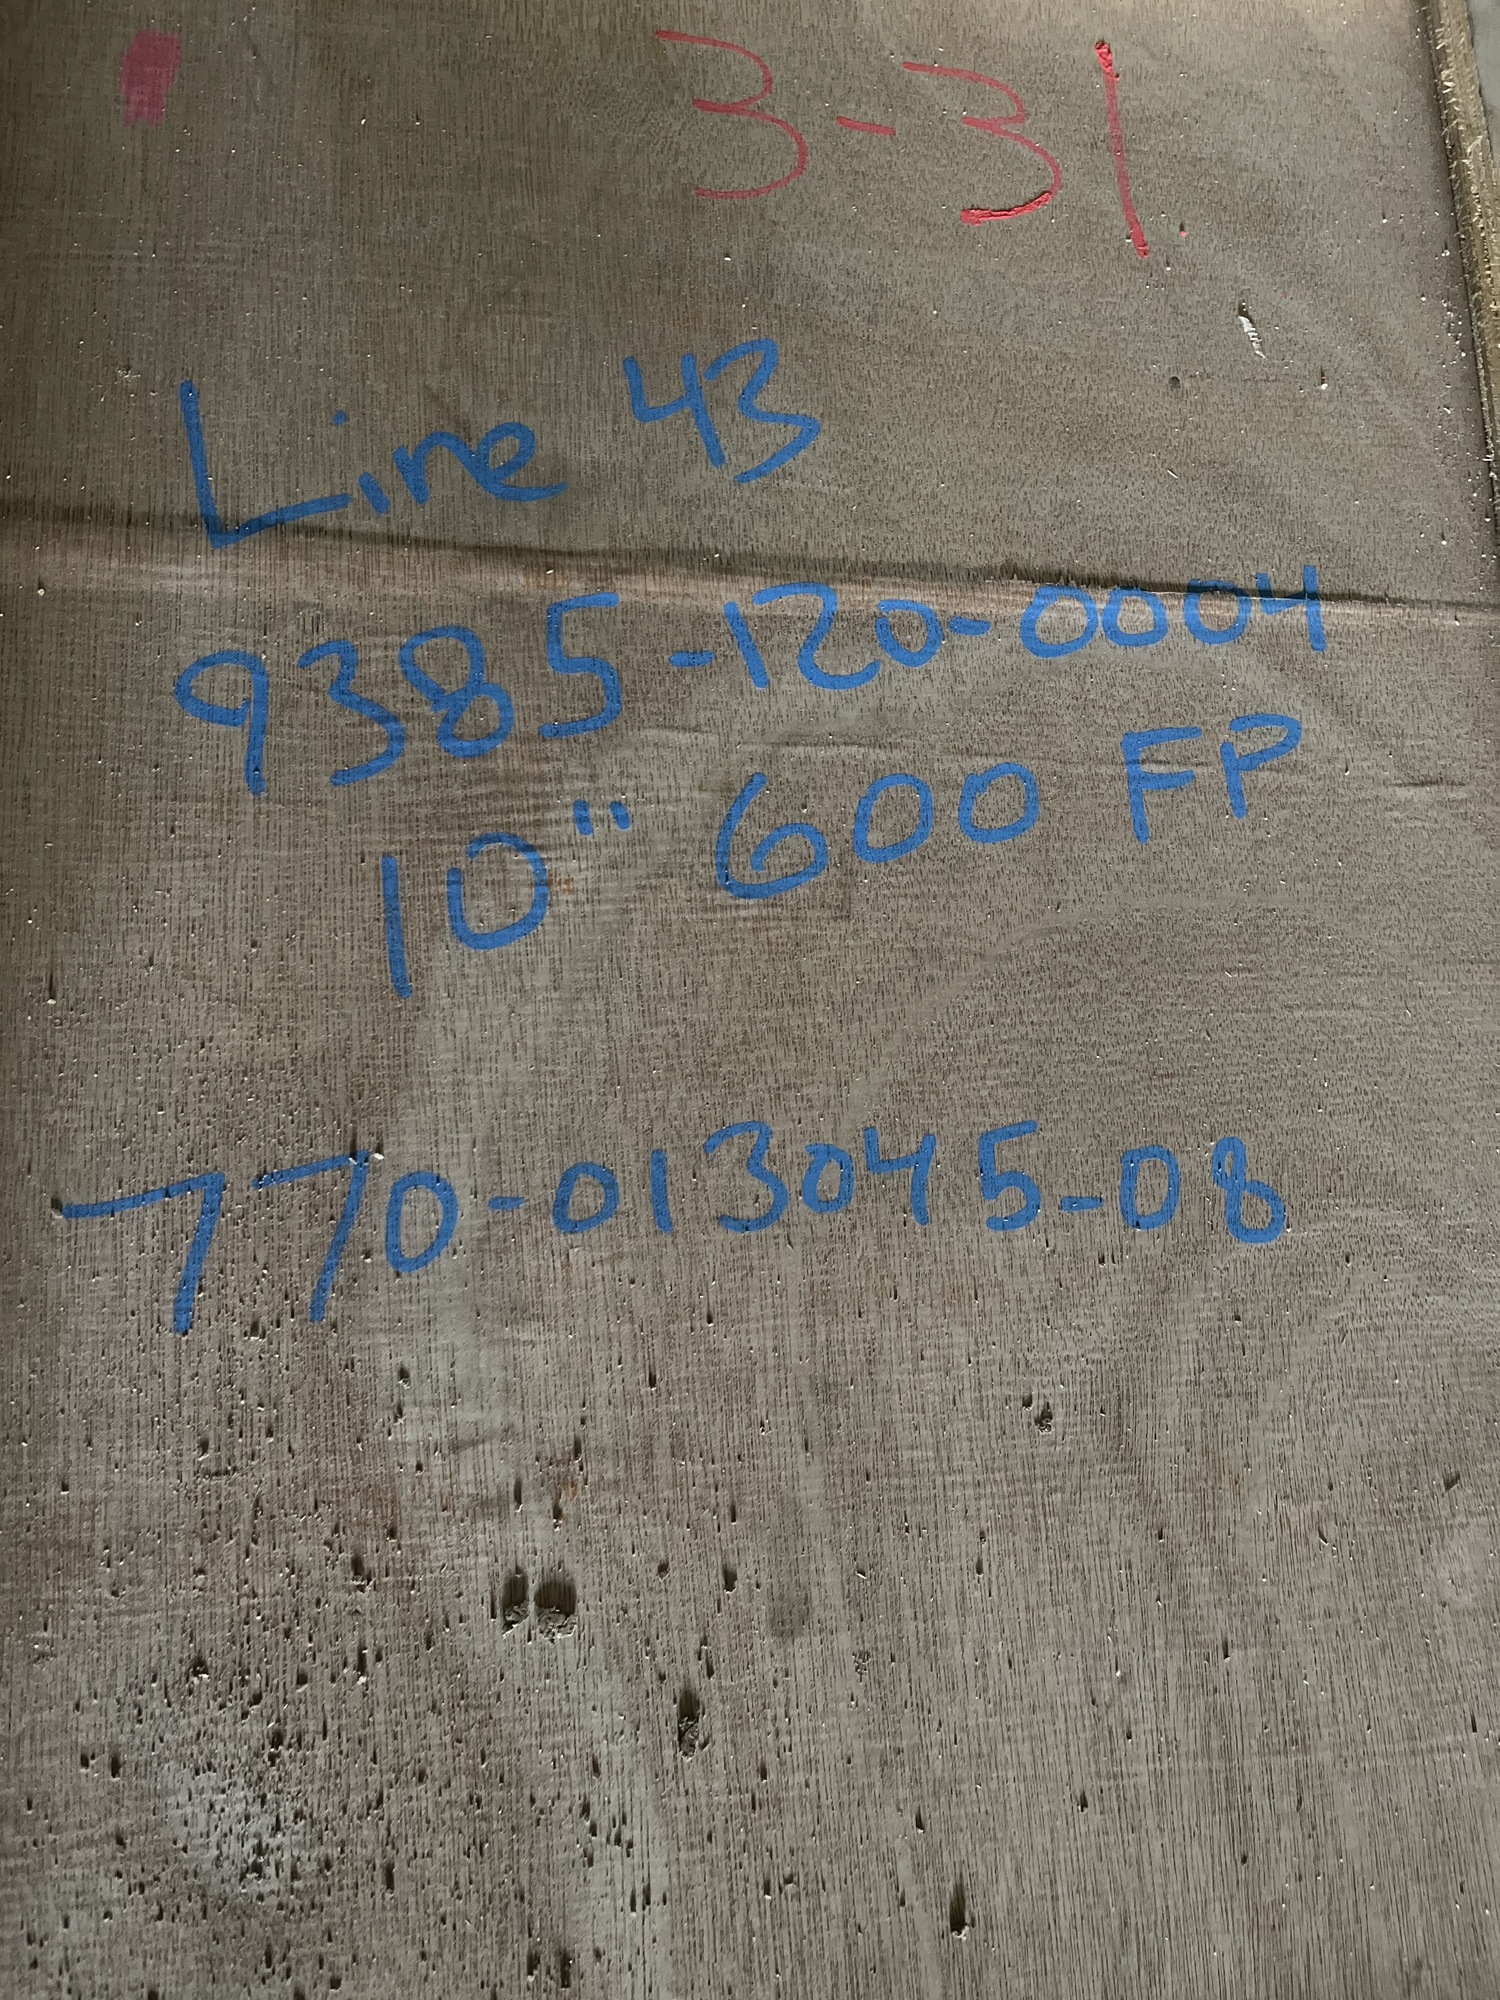 3-31
Line 43
9385-120-0004
10" 600 FP
770-013045-08